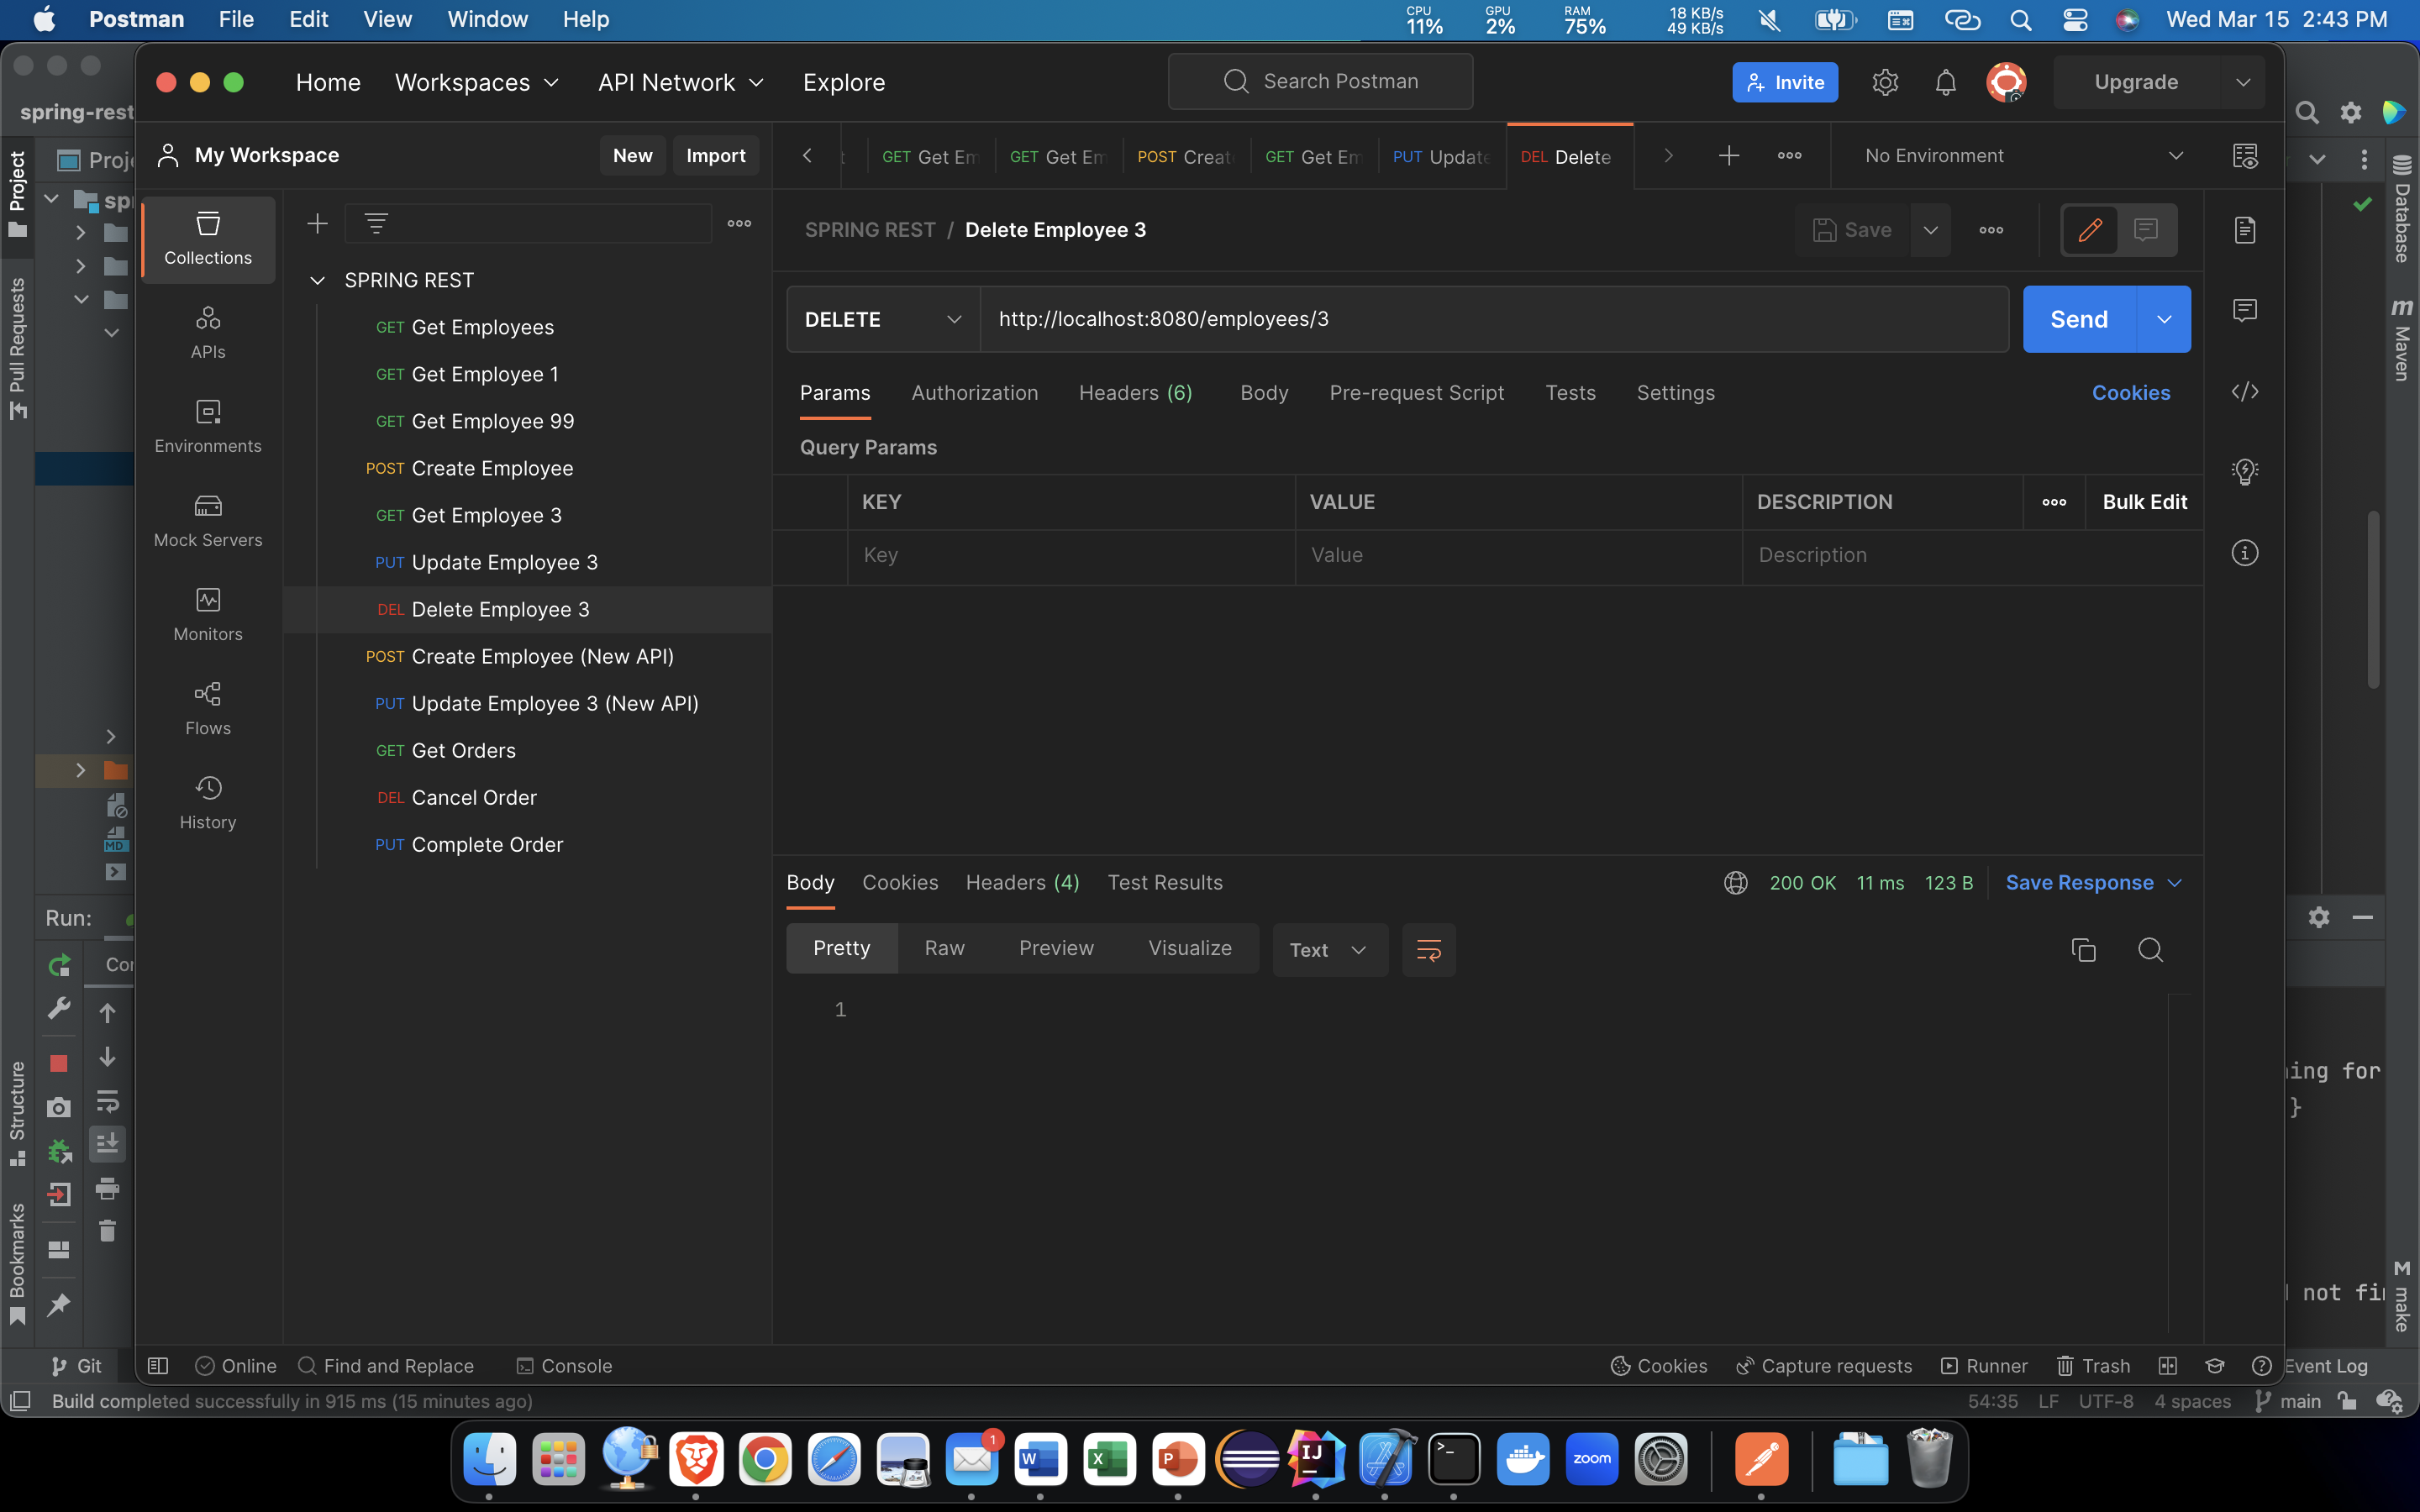 Postman File Edit View Window Help
CPU 11% GPU 2% RAM 75% 18 KB/s 49 KB/s Wed Mar 15 2:43 PM
spring-rest
Home Workspaces API Network Explore
Search Postman
Invite
Upgrade
Project
Pull Requests
Structure
Bookmarks
My Workspace
New Import
GET Get Em
GET Get Em
POST Creat
GET Get Em
PUT Update
DEL Delete
No Environment
Collections
APIs
Environments
Mock Servers
Monitors
Flows
History
SPRING REST
GET Get Employees
GET Get Employee 1
GET Get Employee 99
POST Create Employee
GET Get Employee 3
PUT Update Employee 3
DEL Delete Employee 3
POST Create Employee (New API)
PUT Update Employee 3 (New API)
GET Get Orders
DEL Cancel Order
PUT Complete Order
SPRING REST / Delete Employee 3
Save
DELETE http://localhost:8080/employees/3
Send
Params Authorization Headers (6) Body Pre-request Script Tests Settings
Cookies
Query Params
KEY VALUE DESCRIPTION Bulk Edit
Key Value Description
Body Cookies Headers (4) Test Results
200 OK 11 ms 123 B Save Response
Pretty Raw Preview Visualize Text
1
Database
m Maven
M make
MD
Run:
Cor
ing for
}
not fi
Online Find and Replace Console
Cookies Capture requests Runner Trash
Git
Event Log
Build completed successfully in 915 ms (15 minutes ago)
54:35 LF UTF-8 4 spaces main
1
W
X
P
IJ
zoom